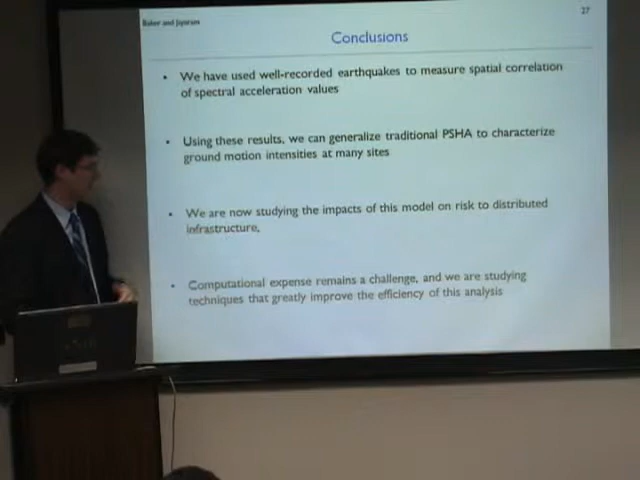 Baker and Jayaram
27
Conclusions
• We have used well-recorded earthquakes to measure spatial correlation
of spectral acceleration values
• Using these results, we can generalize traditional PSHA to characterize
ground motion intensities at many sites
• We are now studying the impacts of this model on risk to distributed
infrastructure,
• Computational expense remains a challenge, and we are studying
techniques that greatly improve the efficiency of this analysis